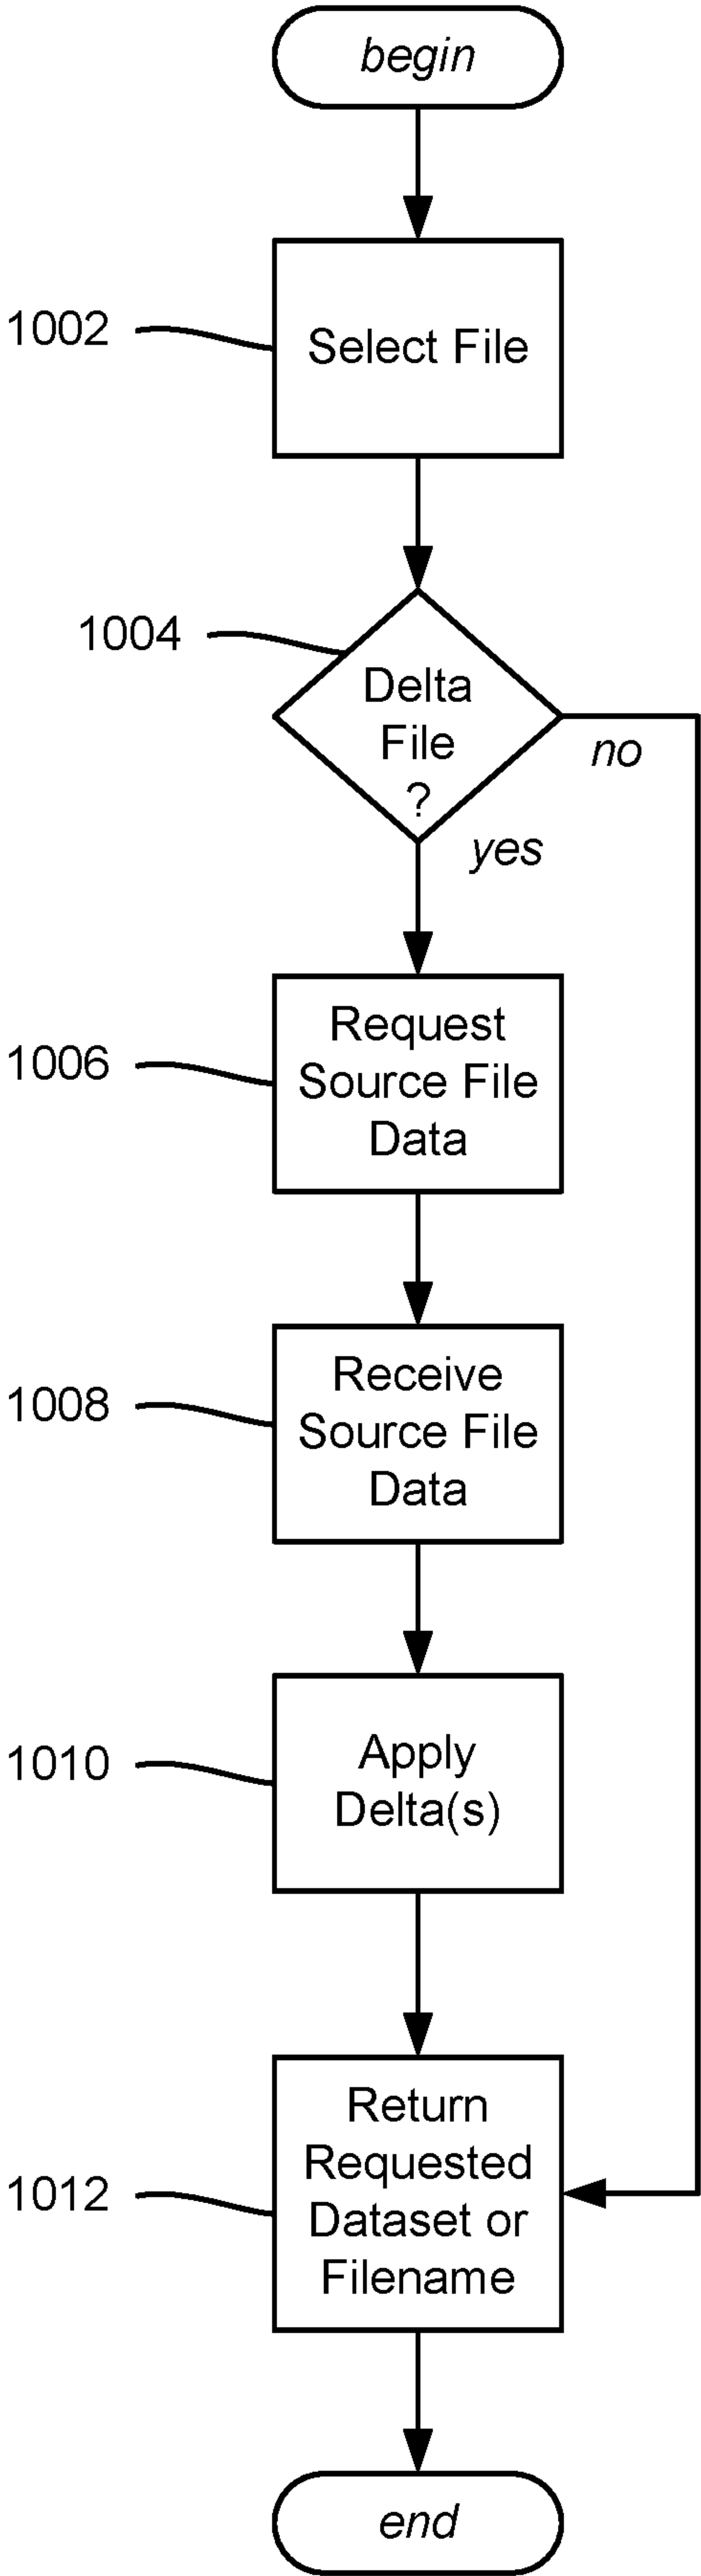 begin
1002
Select File
1004
Delta
File
?
no
yes
1006
Request
Source File
Data
1008
Receive
Source File
Data
1010
Apply
Delta(s)
1012
Return
Requested
Dataset or
Filename
end